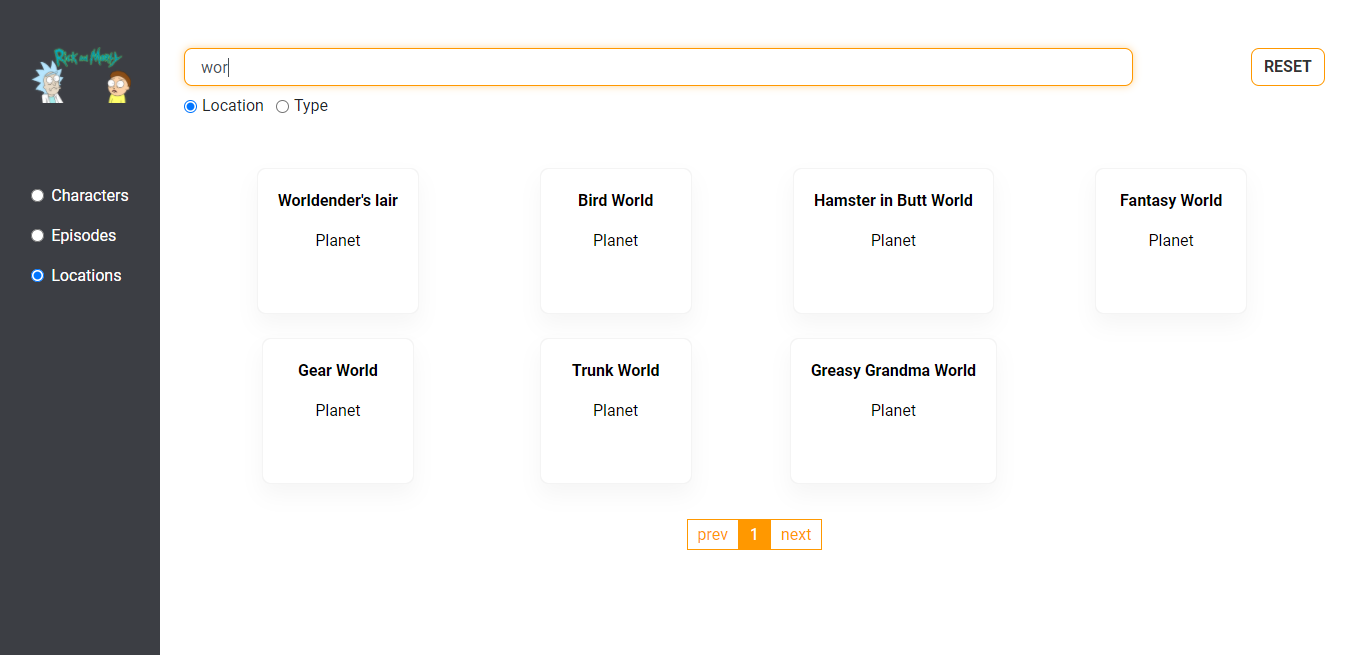 Rick and Morty
wor
RESET
Location Type
Characters
Episodes
Locations
Worldender's lair
Planet
Bird World
Planet
Hamster in Butt World
Planet
Fantasy World
Planet
Gear World
Planet
Trunk World
Planet
Greasy Grandma World
Planet
prev 1 next